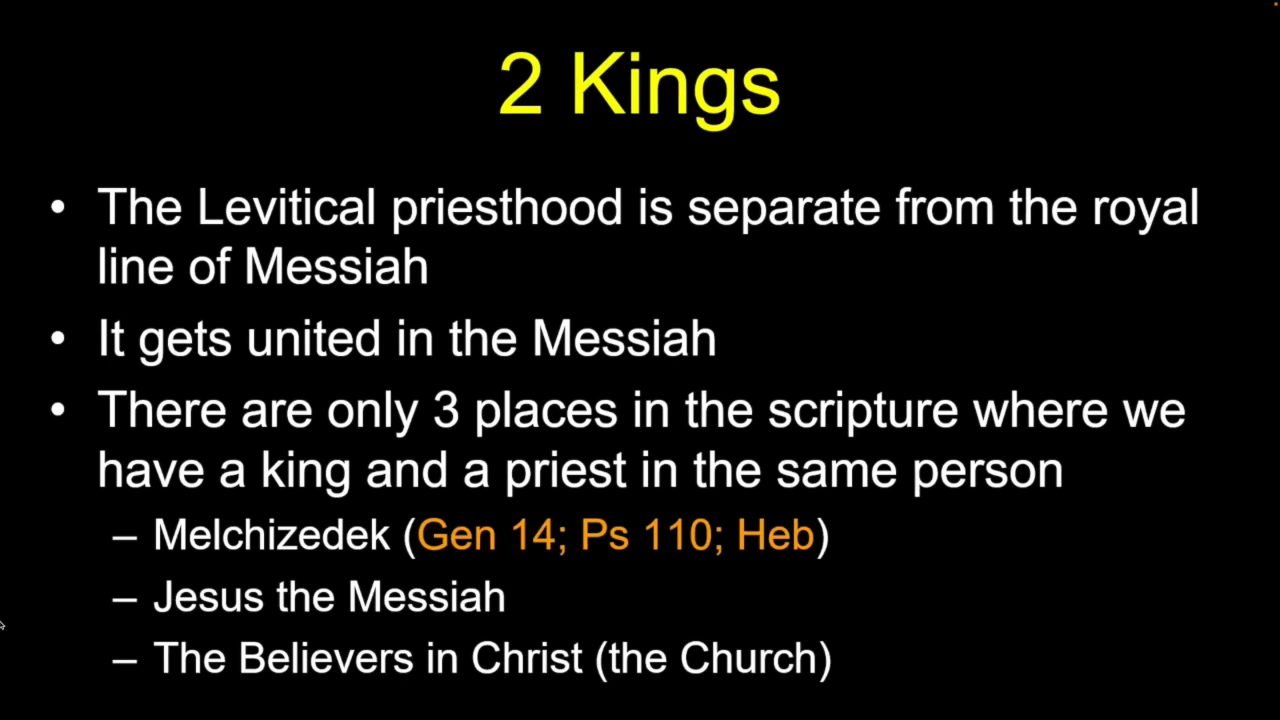 2 Kings
• The Levitical priesthood is separate from the royal
line of Messiah
• It gets united in the Messiah
• There are only 3 places in the scripture where we
have a king and a priest in the same person
– Melchizedek (Gen 14; Ps 110; Heb)
– Jesus the Messiah
– The Believers in Christ (the Church)